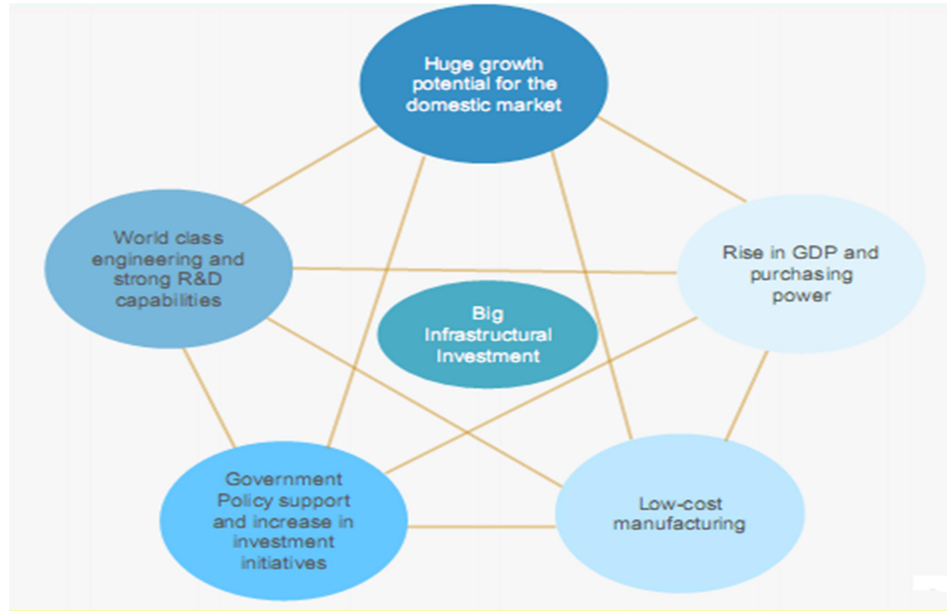 Huge growth
potential for the
domestic market
World class
engineering and
strong R&D
capabilities
Rise in GDP and
purchasing
power
Big
Infrastructural
Investment
Government
Policy support
and increase in
investment
initiatives
Low-cost
manufacturing